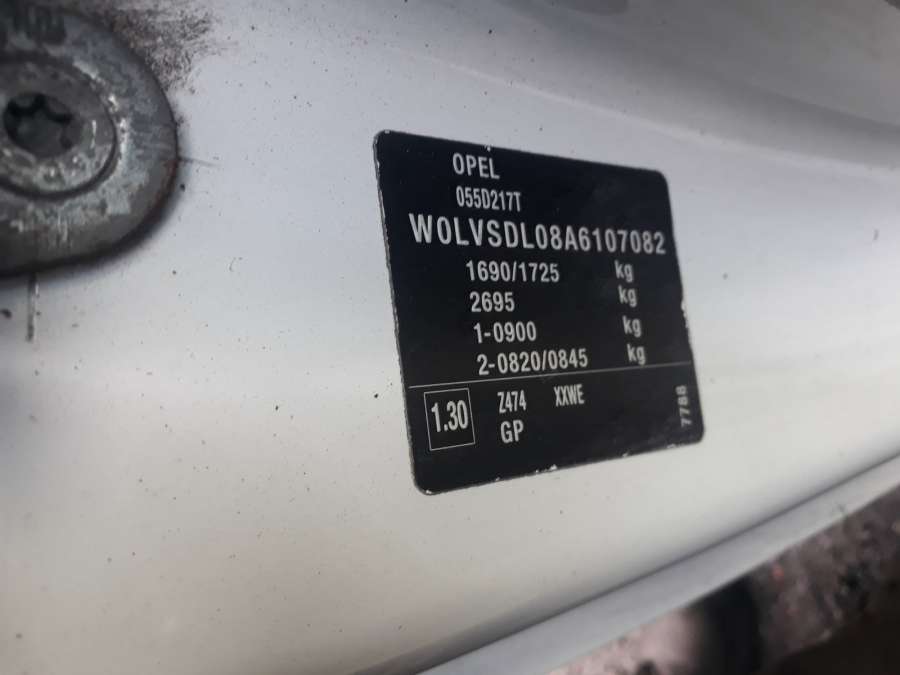 OPEL
055D217T
W0LVSDL08A6107082
1690/1725 kg
2695 kg
1-0900 kg
2-0820/0845 kg
1.30 Z474 XXWE
GP
7788